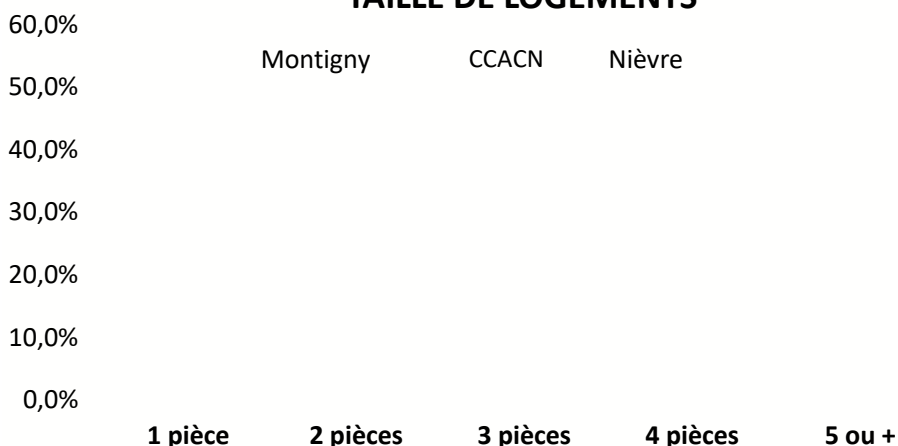 TAILLE DE LOGEMENTS
60,0%
Montigny CCACN Nièvre
50,0%
40,0%
30,0%
20,0%
10,0%
0,0%
1 pièce 2 pièces 3 pièces 4 pièces 5 ou +